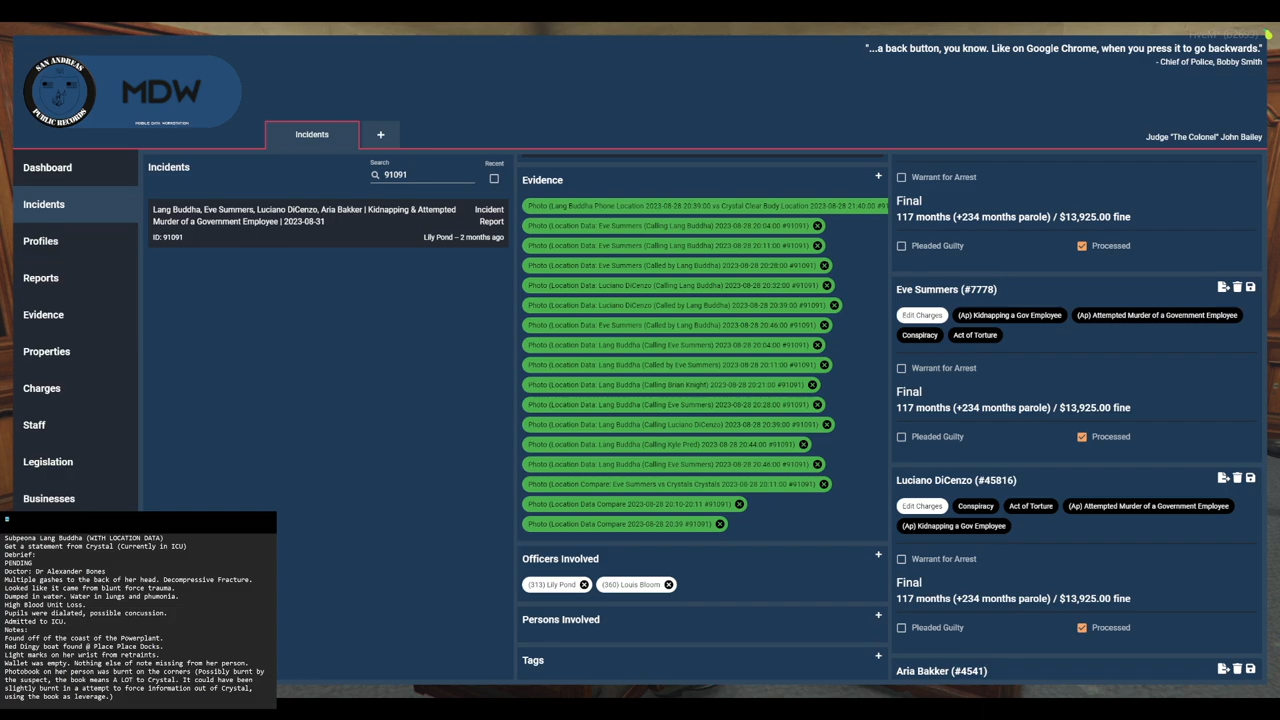 FiveM® (b2699)
"...a back button, you know. Like on Google Chrome, when you press it to go backwards."
- Chief of Police, Bobby Smith
SAN ANDREAS
PUBLIC RECORDS
MDW
MOBILE DATA WORKSTATION
Incidents
+
Judge "The Colonel" John Bailey
Dashboard
Incidents
Profiles
Reports
Evidence
Properties
Charges
Staff
Legislation
Businesses
Incidents
Search
91091
Recent
Lang Buddha, Eve Summers, Luciano DiCenzo, Aria Bakker | Kidnapping & Attempted
Murder of a Government Employee | 2023-08-31
Incident
Report
ID: 91091
Lily Pond – 2 months ago
Evidence
+
Photo (Lang Buddha Phone Location 2023-08-28 20:39:00 vs Crystal Clear Body Location 2023-08-28 21:40:00 #91
Photo (Location Data: Eve Summers (Calling Lang Buddha) 2023-08-28 20:04:00 #91091)
Photo (Location Data: Eve Summers (Calling Lang Buddha) 2023-08-28 20:11:00 #91091)
Photo (Location Data: Eve Summers (Called by Lang Buddha) 2023-08-28 20:28:00 #91091)
Photo (Location Data: Luciano DiCenzo (Calling Lang Buddha) 2023-08-28 20:32:00 #91091)
Photo (Location Data: Luciano DiCenzo (Called by Lang Buddha) 2023-08-28 20:39:00 #91091)
Photo (Location Data: Eve Summers (Called by Lang Buddha) 2023-08-28 20:46:00 #91091)
Photo (Location Data: Lang Buddha (Calling Eve Summers) 2023-08-28 20:04:00 #91091)
Photo (Location Data: Lang Buddha (Called by Eve Summers) 2023-08-28 20:11:00 #91091)
Photo (Location Data: Lang Buddha (Calling Brian Knight) 2023-08-28 20:21:00 #91091)
Photo (Location Data: Lang Buddha (Calling Eve Summers) 2023-08-28 20:28:00 #91091)
Photo (Location Data: Lang Buddha (Calling Luciano DiCenzo) 2023-08-28 20:39:00 #91091)
Photo (Location Data: Lang Buddha (Calling Kyle Pred) 2023-08-28 20:44:00 #91091)
Photo (Location Data: Lang Buddha (Calling Eve Summers) 2023-08-28 20:46:00 #91091)
Photo (Location Compare: Eve Summers vs Crystals Crystals 2023-08-28 20:11:00 #91091)
Photo (Location Data Compare 2023-08-28 20:10-20:11 #91091)
Photo (Location Data Compare 2023-08-28 20:39 #91091)
Officers Involved
+
(313) Lily Pond
(360) Louis Bloom
Persons Involved
+
Tags
+
Warrant for Arrest
Final
117 months (+234 months parole) / $13,925.00 fine
Pleaded Guilty
Processed
Eve Summers (#7778)
Edit Charges
(Ap) Kidnapping a Gov Employee
(Ap) Attempted Murder of a Government Employee
Conspiracy
Act of Torture
Warrant for Arrest
Final
117 months (+234 months parole) / $13,925.00 fine
Pleaded Guilty
Processed
Luciano DiCenzo (#45816)
Edit Charges
Conspiracy
Act of Torture
(Ap) Attempted Murder of a Government Employee
(Ap) Kidnapping a Gov Employee
Warrant for Arrest
Final
117 months (+234 months parole) / $13,925.00 fine
Pleaded Guilty
Processed
Aria Bakker (#4541)
Subpeona Lang Buddha (WITH LOCATION DATA)
Get a statement from Crystal (Currently in ICU)
Debrief:
PENDING
Doctor: Dr Alexander Bones
Multiple gashes to the back of her head. Decompressive Fracture.
Looked like it came from blunt force trauma.
Dumped in water. Water in lungs and phumonia.
High Blood Unit Loss.
Pupils were dialated, possible concussion.
Admitted to ICU.
Notes:
Found off of the coast of the Powerplant.
Red Dingy boat found @ Place Place Docks.
Light marks on her wrist from retraints.
Wallet was empty. Nothing else of note missing from her person.
Photobook on her person was burnt on the corners (Possibly burnt by
the suspect, the book means A LOT to Crystal. It could have been
slightly burnt in a attempt to force information out of Crystal,
using the book as leverage.)